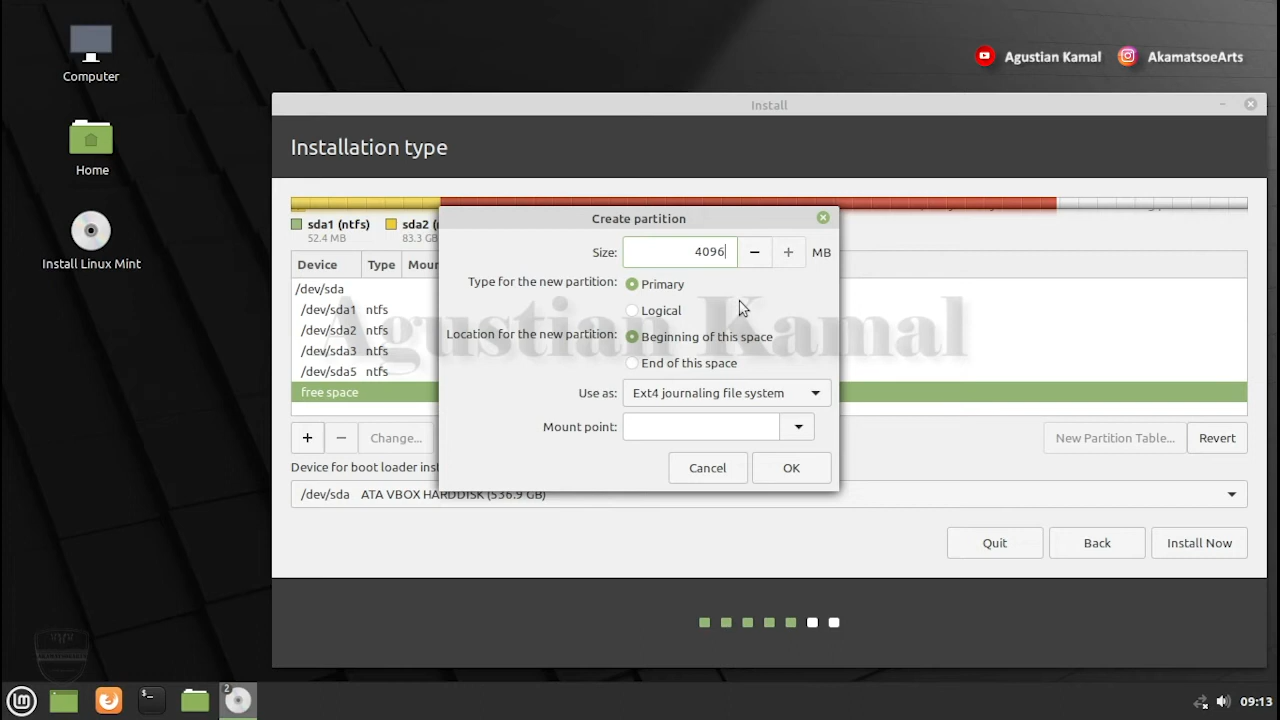 Computer
Agustian Kamal
AkamatsoeArts
Install
Installation type
Home
sda1 (ntfs)
52.4 MB
sda2 (
83.3 G
Create partition
Size:
4096
MB
Type for the new partition:
Primary
Logical
Location for the new partition:
Beginning of this space
End of this space
Use as:
Ext4 journaling file system
Mount point:
Cancel
OK
Device
Type
Moun
/dev/sda
/dev/sda1 ntfs
/dev/sda2 ntfs
/dev/sda3 ntfs
/dev/sda5 ntfs
free space
Agustian Kamal
Install Linux Mint
+
−
Change...
New Partition Table...
Revert
Device for boot loader inst
/dev/sda ATA VBOX HARDDISK (536.9 GB)
Quit
Back
Install Now
2
09:13